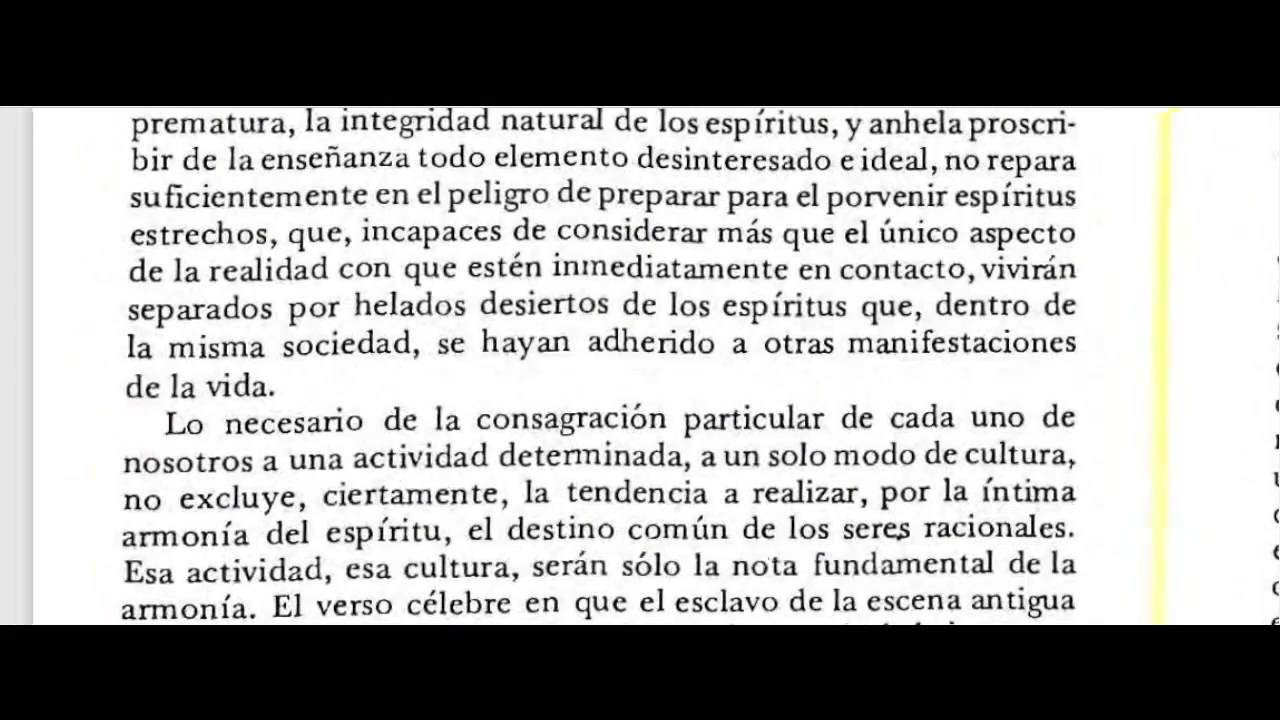 prematura, la integridad natural de los espíritus, y anhela proscri-
bir de la enseñanza todo elemento desinteresado e ideal, no repara
suficientemente en el peligro de preparar para el porvenir espíritus
estrechos, que, incapaces de considerar más que el único aspecto
de la realidad con que estén inmediatamente en contacto, vivirán
separados por helados desiertos de los espíritus que, dentro de
la misma sociedad, se hayan adherido a otras manifestaciones
de la vida.
Lo necesario de la consagración particular de cada uno de
nosotros a una actividad determinada, a un solo modo de cultura,
no excluye, ciertamente, la tendencia a realizar, por la íntima
armonía del espíritu, el destino común de los seres racionales.
Esa actividad, esa cultura, serán sólo la nota fundamental de la
armonía. El verso célebre en que el esclavo de la escena antigua